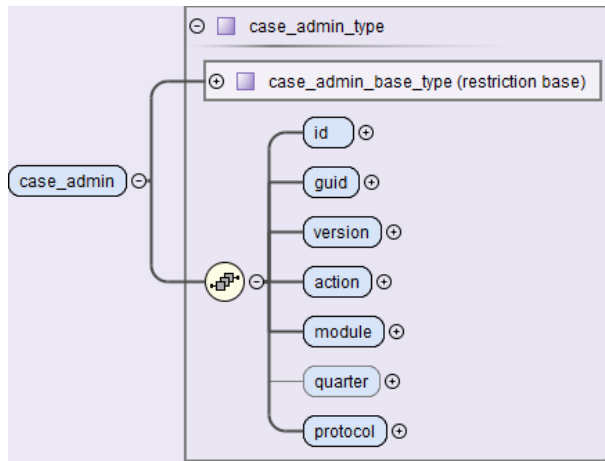 case_admin_type
case_admin_base_type (restriction base)
id
guid
case_admin
version
action
module
quarter
protocol